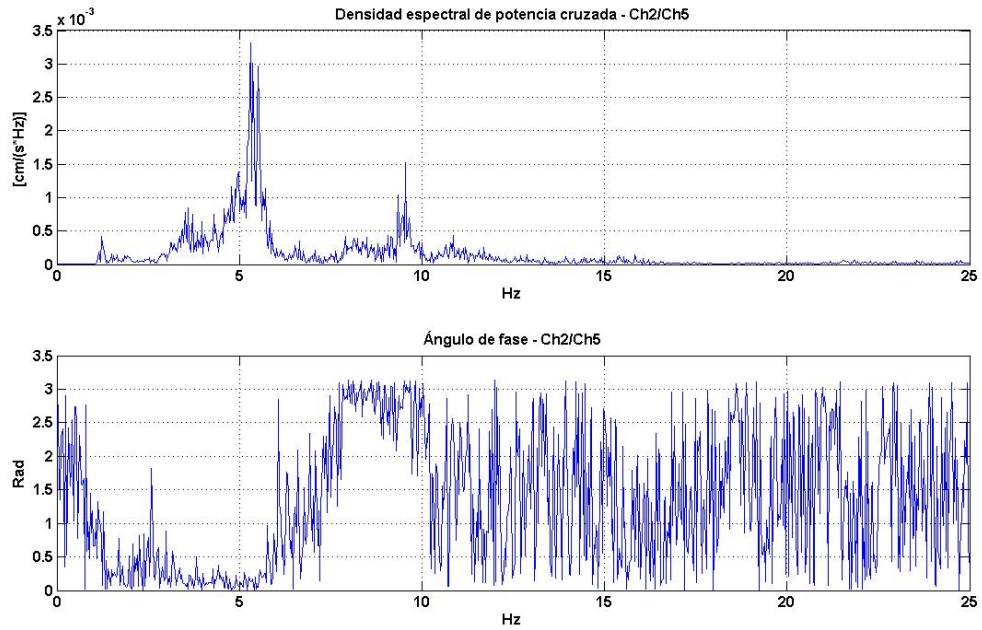 Densidad espectral de potencia cruzada - Ch2/Ch5
x 10⁻³
3.5
3
2.5
2
1.5
1
0.5
0
[cm/(s*Hz)]
0 5 10 15 20 25
Hz
Ángulo de fase - Ch2/Ch5
3.5
3
2.5
2
1.5
1
0.5
0
Rad
0 5 10 15 20 25
Hz